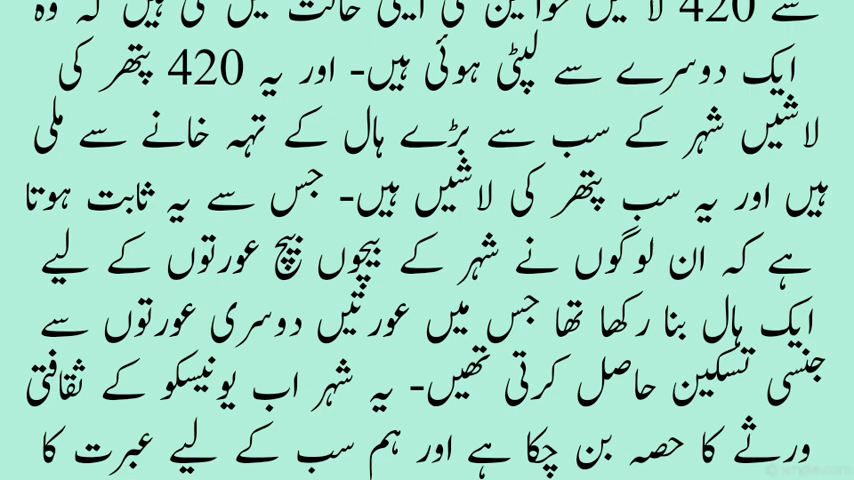 سے 420 لاشیں خواتین کی ایسی حالت میں ملی ہیں کہ وہ
ایک دوسرے سے لپٹی ہوئی ہیں- اور یہ 420 پتھر کی
لاشیں شہر کے سب سے بڑے ہال کے تہہ خانے سے ملی
ہیں اور یہ سب پتھر کی لاشیں ہیں- جس سے یہ ثابت ہوتا
ہے کہ ان لوگوں نے شہر کے بیچوں بیچ عورتوں کے لیے
ایک ہال بنا رکھا تھا جس میں عورتیں دوسری عورتوں سے
جنسی تسکین حاصل کرتی تھیں- یہ شہر اب یونیسکو کے ثقافتی
ورثے کا حصہ بن چکا ہے اور ہم سب کے لیے عبرت کا